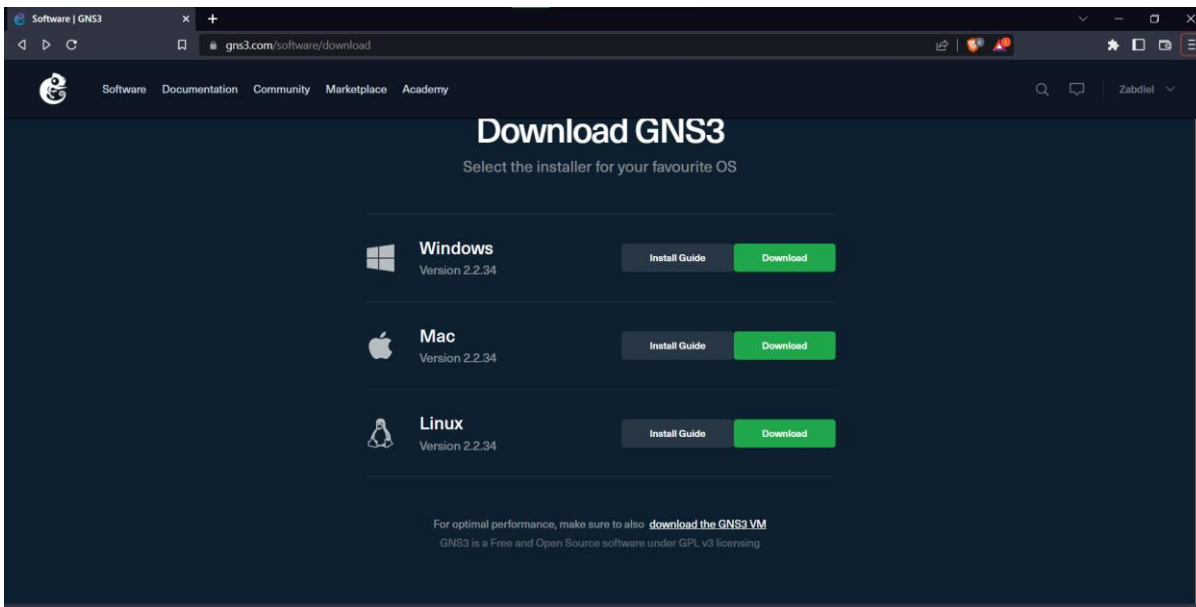 Software | GNS3
gns3.com/software/download
Software Documentation Community Marketplace Academy
Zabdiel
Download GNS3
Select the installer for your favourite OS
Windows
Version 2.2.34
Install Guide Download
Mac
Version 2.2.34
Install Guide Download
Linux
Version 2.2.34
Install Guide Download
For optimal performance, make sure to also download the GNS3 VM
GNS3 is a Free and Open Source software under GPL v3 licensing